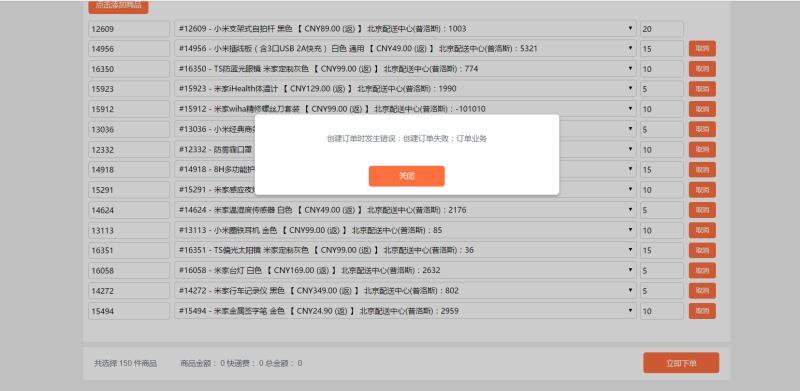 点击添加商品
12609 #12609 - 小米支架式自拍杆 黑色 【 CNY89.00 (返) 】 北京配送中心(普洛斯)：1003 20
14956 #14956 - 小米插线板（含3口USB 2A快充 ）白色 通用 【 CNY49.00 (返) 】 北京配送中心(普洛斯)：5321 15 取消
16350 #16350 - TS防蓝光眼镜 米家定制灰色 【 CNY99.00 (返) 】 北京配送中心(普洛斯)：774 10 取消
15923 #15923 - 米家iHealth体温计 【 CNY129.00 (返) 】 北京配送中心(普洛斯)：1990 5 取消
15912 #15912 - 米家wiha精修螺丝刀套装 【 CNY99.00 (返) 】 北京配送中心(普洛斯)：-101010 10 取消
13036 #13036 - 小米经典商务 5 取消
12332 #12332 - 防雾霾口罩 10 取消
14918 #14918 - 8H多功能护 15 取消
15291 #15291 - 米家感应夜灯 10 取消
创建订单时发生错误：创建订单失败：订单业务
关闭
14624 #14624 - 米家温湿度传感器 白色 【 CNY49.00 (返) 】 北京配送中心(普洛斯)：2176 5 取消
13113 #13113 - 小米圈铁耳机 金色 【 CNY99.00 (返) 】 北京配送中心(普洛斯)：85 10 取消
16351 #16351 - TS偏光太阳镜 米家定制灰色 【 CNY99.00 (返) 】 北京配送中心(普洛斯)：36 15 取消
16058 #16058 - 米家台灯 白色 【 CNY169.00 (返) 】 北京配送中心(普洛斯)：2632 5 取消
14272 #14272 - 米家行车记录仪 黑色 【 CNY349.00 (返) 】 北京配送中心(普洛斯)：802 5 取消
15494 #15494 - 米家金属签字笔 金色 【 CNY24.90 (返) 】 北京配送中心(普洛斯)：2959 10 取消
共选择 150 件商品 商品金额： 0 快递费： 0 总金额： 0 立即下单